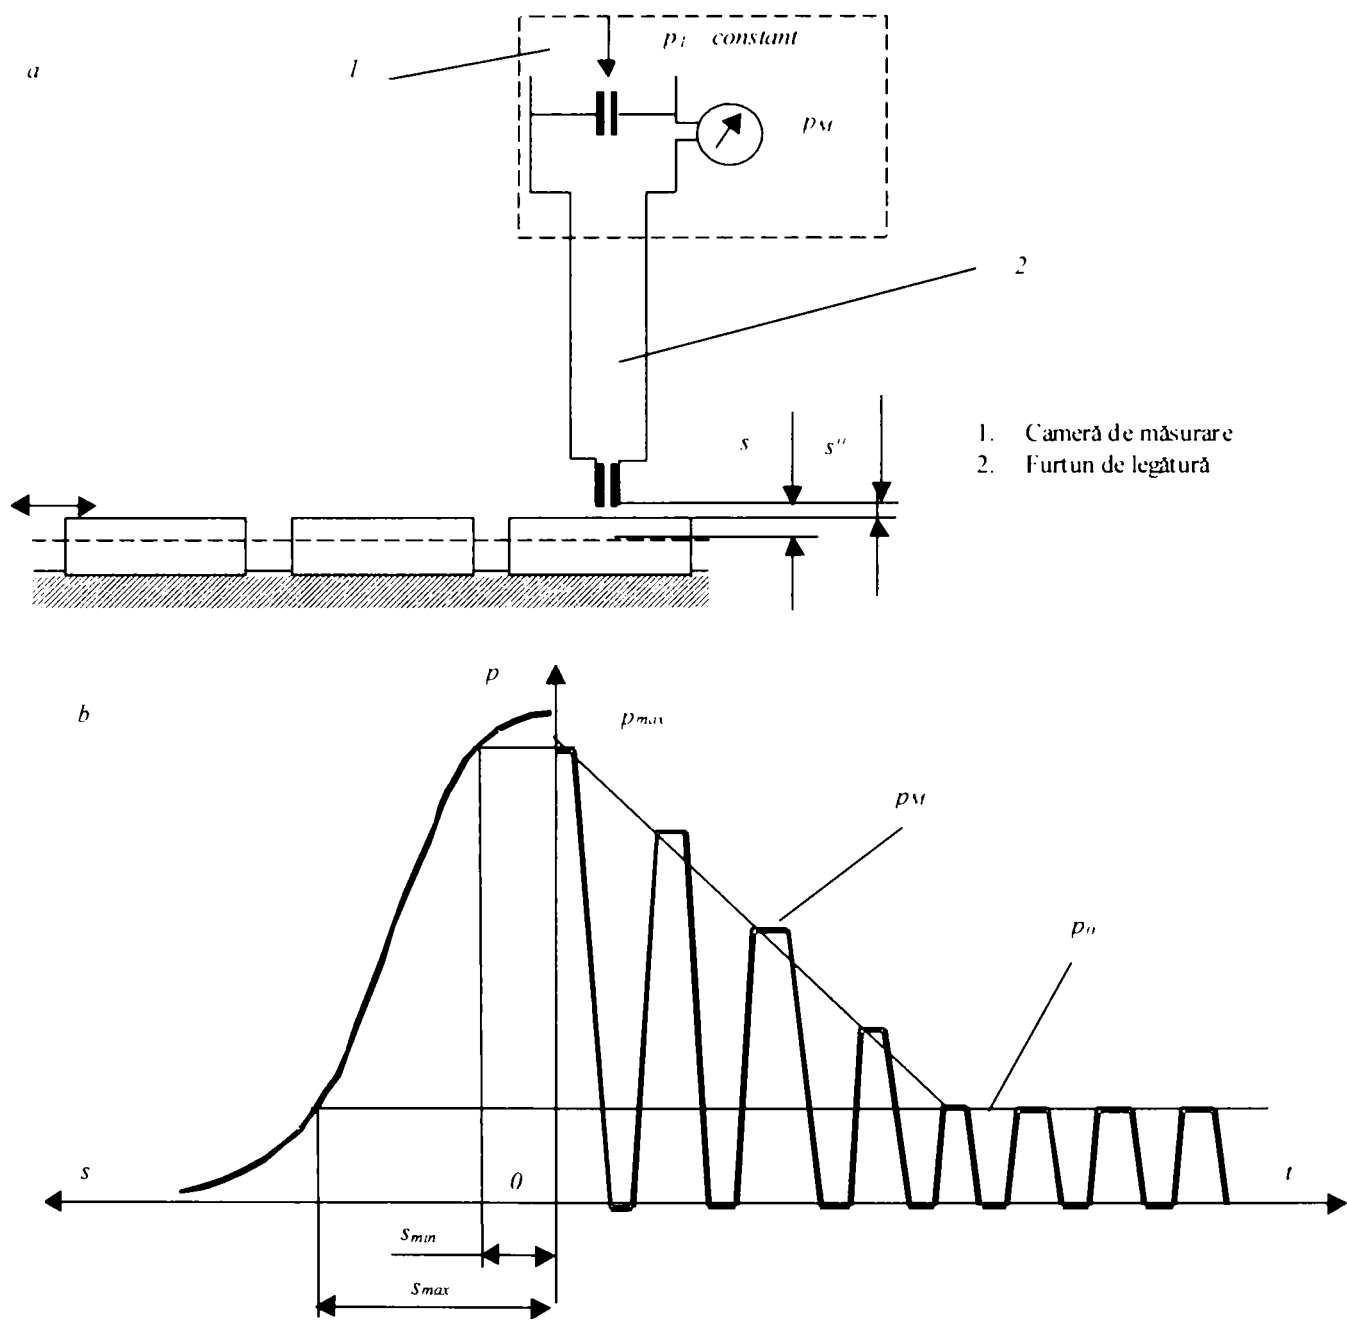 a
1
p₁ constant
pM
2
s
s"
1. Cameră de măsurare
2. Furtun de legătură
b
p
pmax
pM
p₀
s
0
t
smin
smax